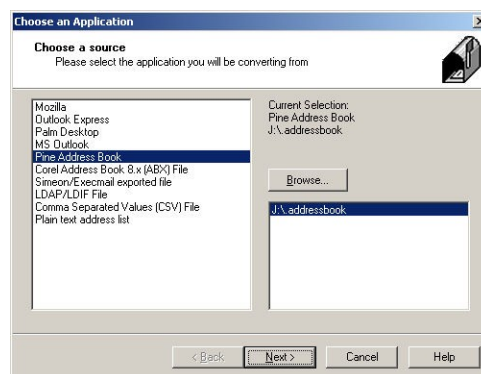 Choose an Application
Choose a source
Please select the application you will be converting from
Mozilla
Outlook Express
Palm Desktop
MS Outlook
Pine Address Book
Corel Address Book 8.x (ABX) File
Simeon/Execmail exported file
LDAP/LDIF File
Comma Separated Values (CSV) File
Plain text address list
Current Selection:
Pine Address Book
J:\.addressbook
Browse...
J:\.addressbook
< Back
Next >
Cancel
Help